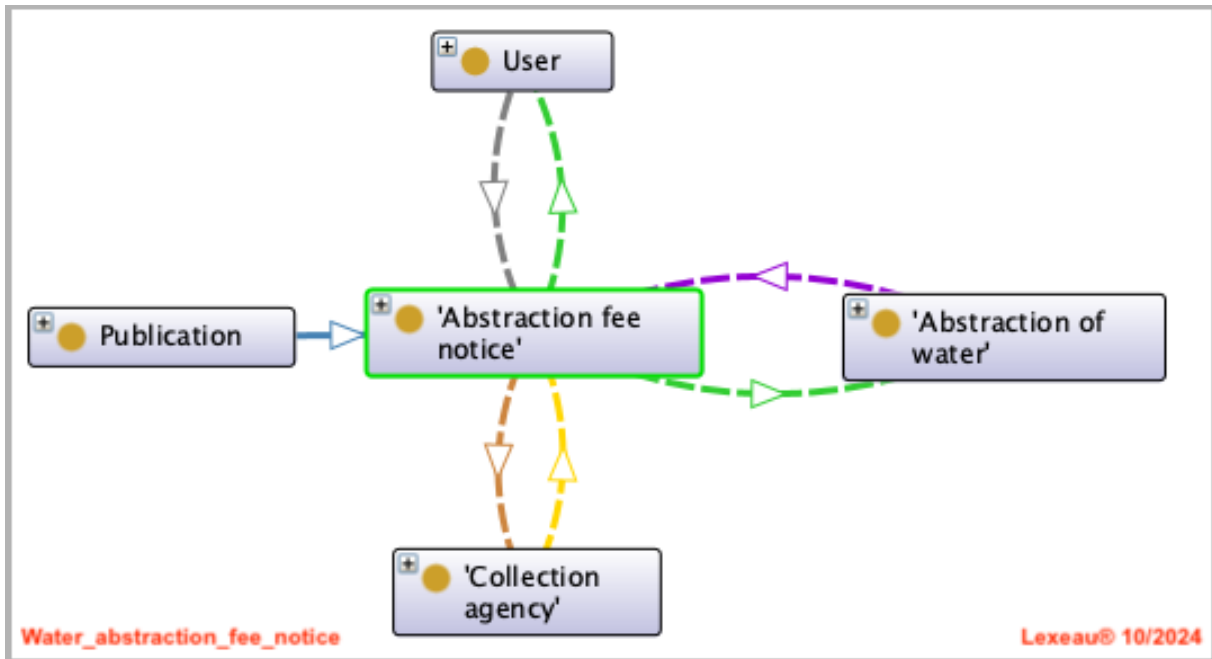 User
Publication
'Abstraction fee
notice'
'Abstraction of
water'
'Collection
agency'
Water_abstraction_fee_notice
Lexeau® 10/2024